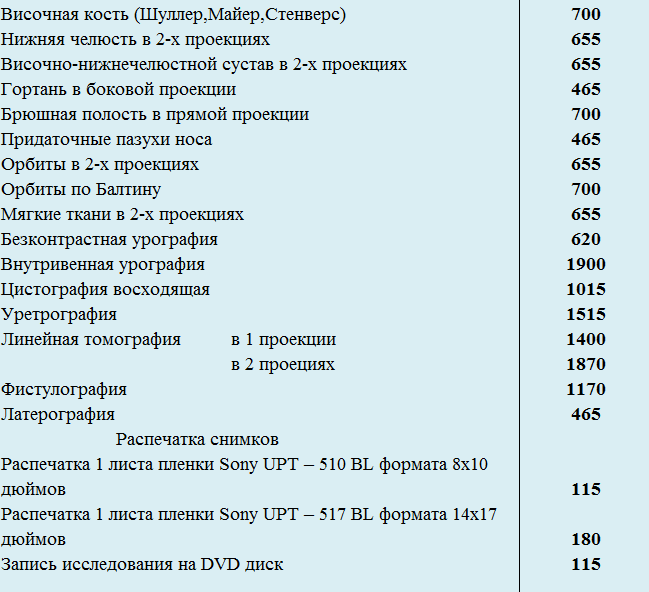 Височная кость (Шуллер,Майер,Стенверс) 700
Нижняя челюсть в 2-х проекциях 655
Височно-нижнечелюстной сустав в 2-х проекциях 655
Гортань в боковой проекции 465
Брюшная полость в прямой проекции 700
Придаточные пазухи носа 465
Орбиты в 2-х проекциях 655
Орбиты по Балтину 700
Мягкие ткани в 2-х проекциях 655
Безконтрастная урография 620
Внутривенная урография 1900
Цистография восходящая 1015
Уретрография 1515
Линейная томография в 1 проекции 1400
в 2 проециях 1870
Фистулография 1170
Латерография 465
Распечатка снимков
Распечатка 1 листа пленки Sony UPT – 510 BL формата 8x10
дюймов 115
Распечатка 1 листа пленки Sony UPT – 517 BL формата 14x17
дюймов 180
Запись исследования на DVD диск 115